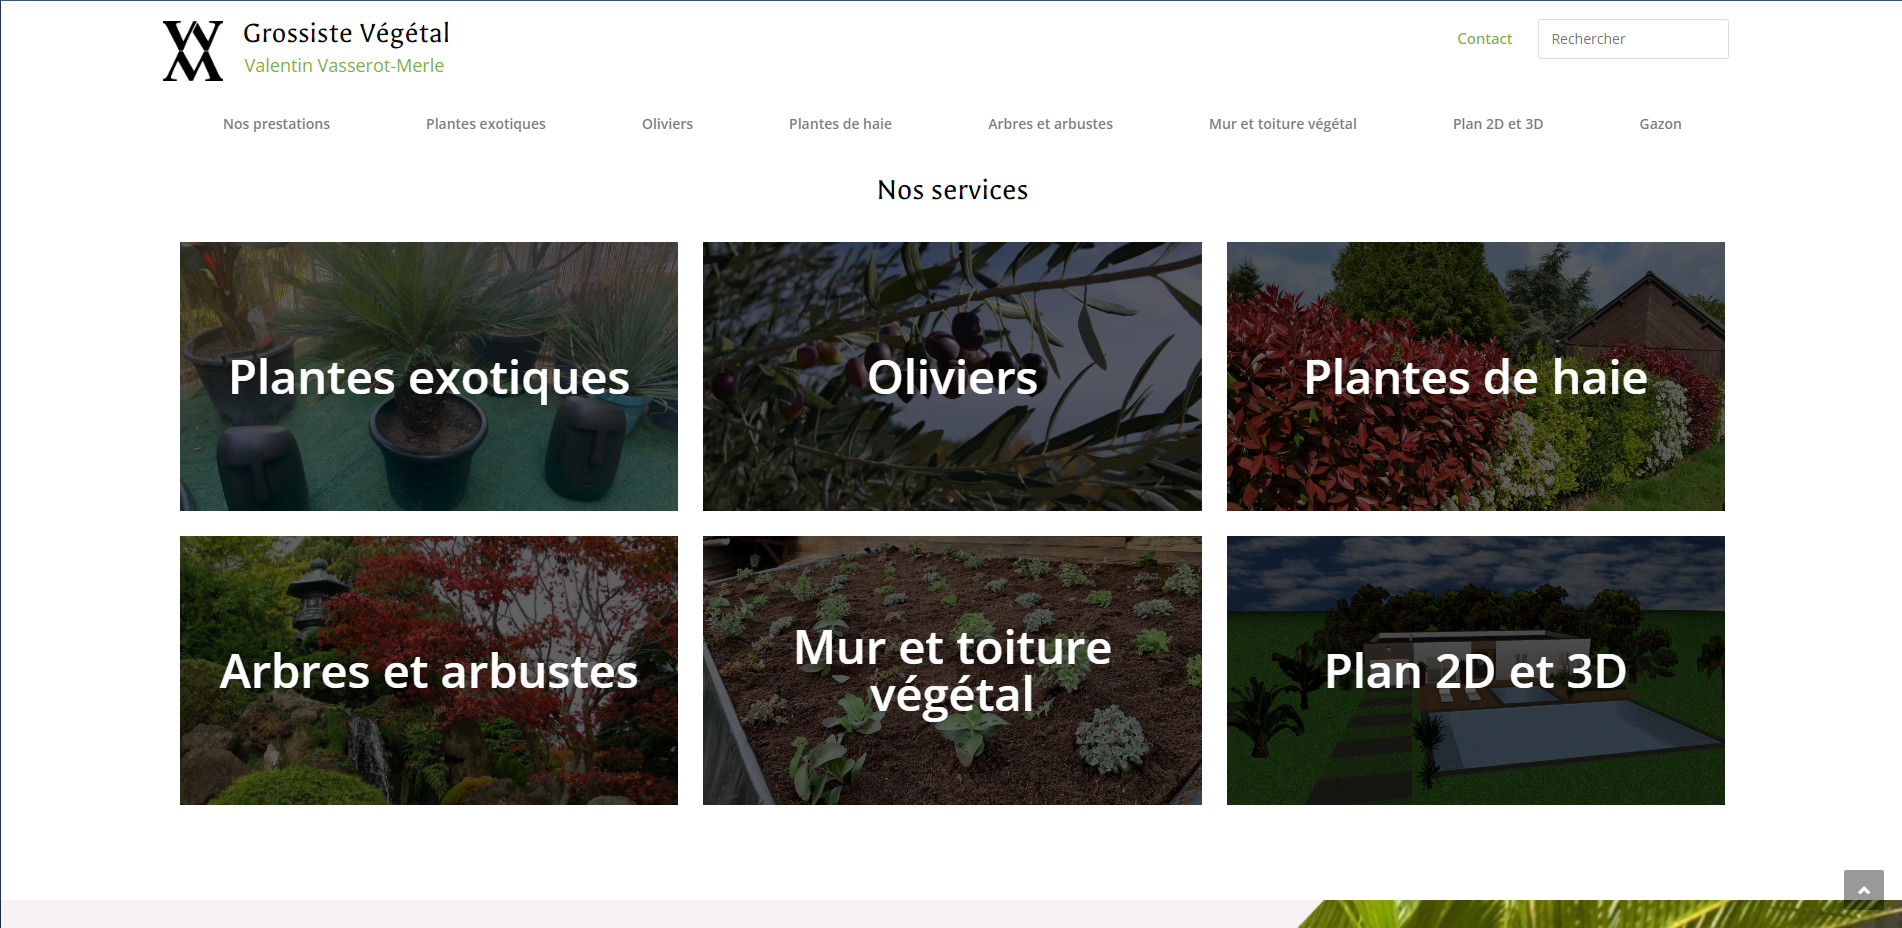 Grossiste Végétal
Valentin Vasserot-Merle
Contact
Rechercher
Nos prestations
Plantes exotiques
Oliviers
Plantes de haie
Arbres et arbustes
Mur et toiture végétal
Plan 2D et 3D
Gazon
Nos services
Plantes exotiques
Oliviers
Plantes de haie
Arbres et arbustes
Mur et toiture
végétal
Plan 2D et 3D